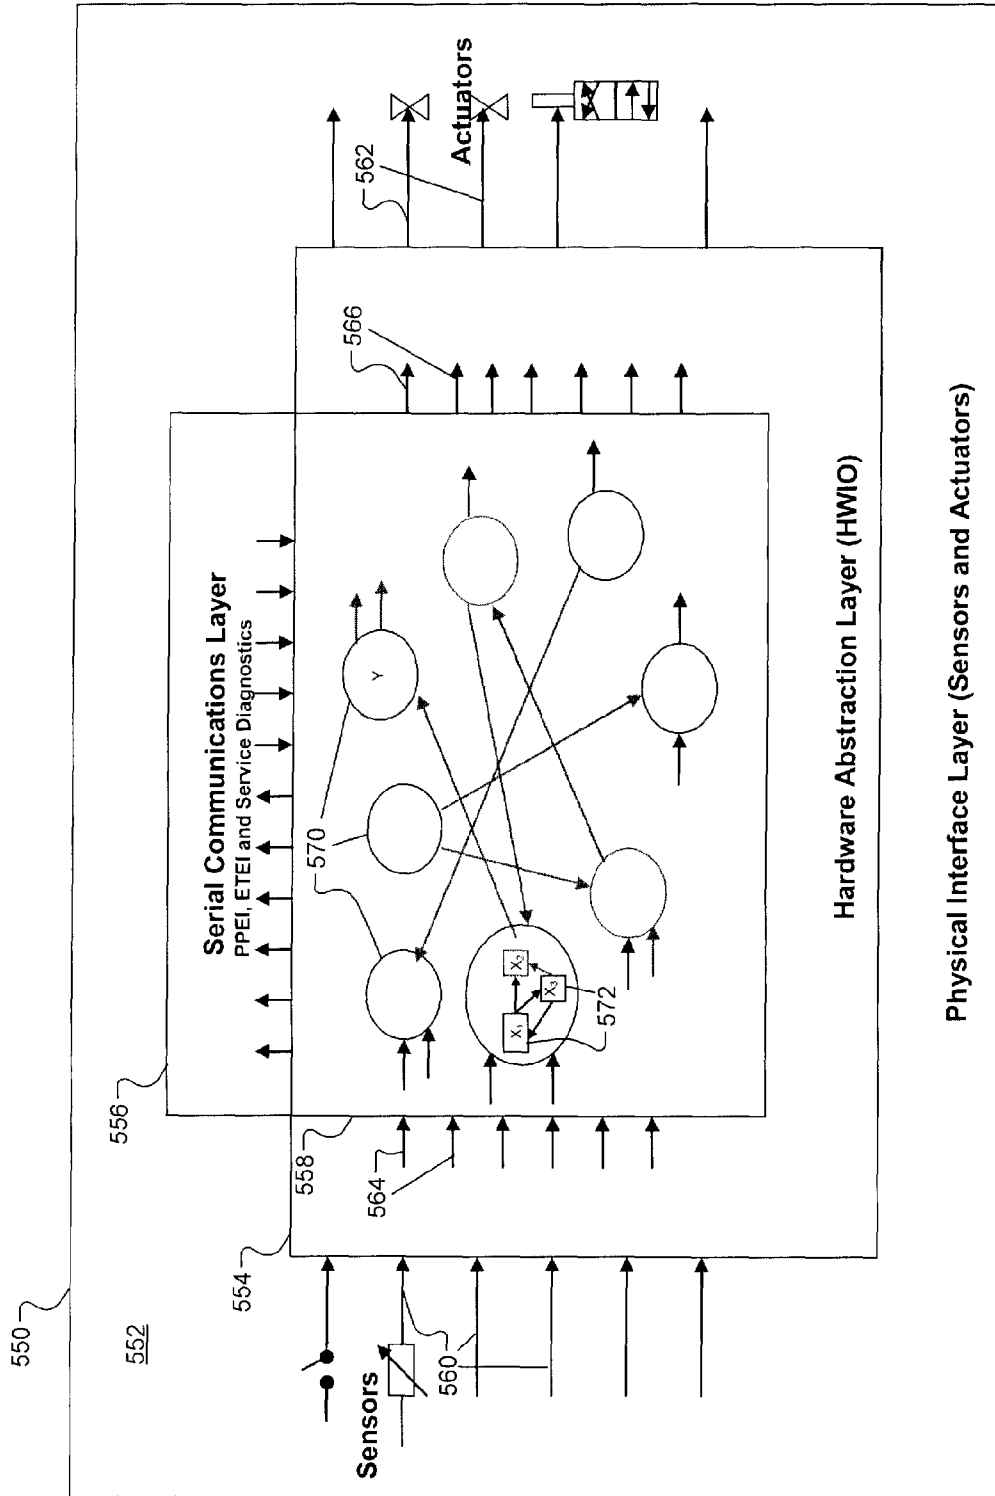 550
552
554
556
558
Serial Communications Layer
PPEI, ETEI and Service Diagnostics
Sensors
560
564
570
Y
X1
X2
X3
572
566
562
Actuators
Hardware Abstraction Layer (HWIO)
Physical Interface Layer (Sensors and Actuators)